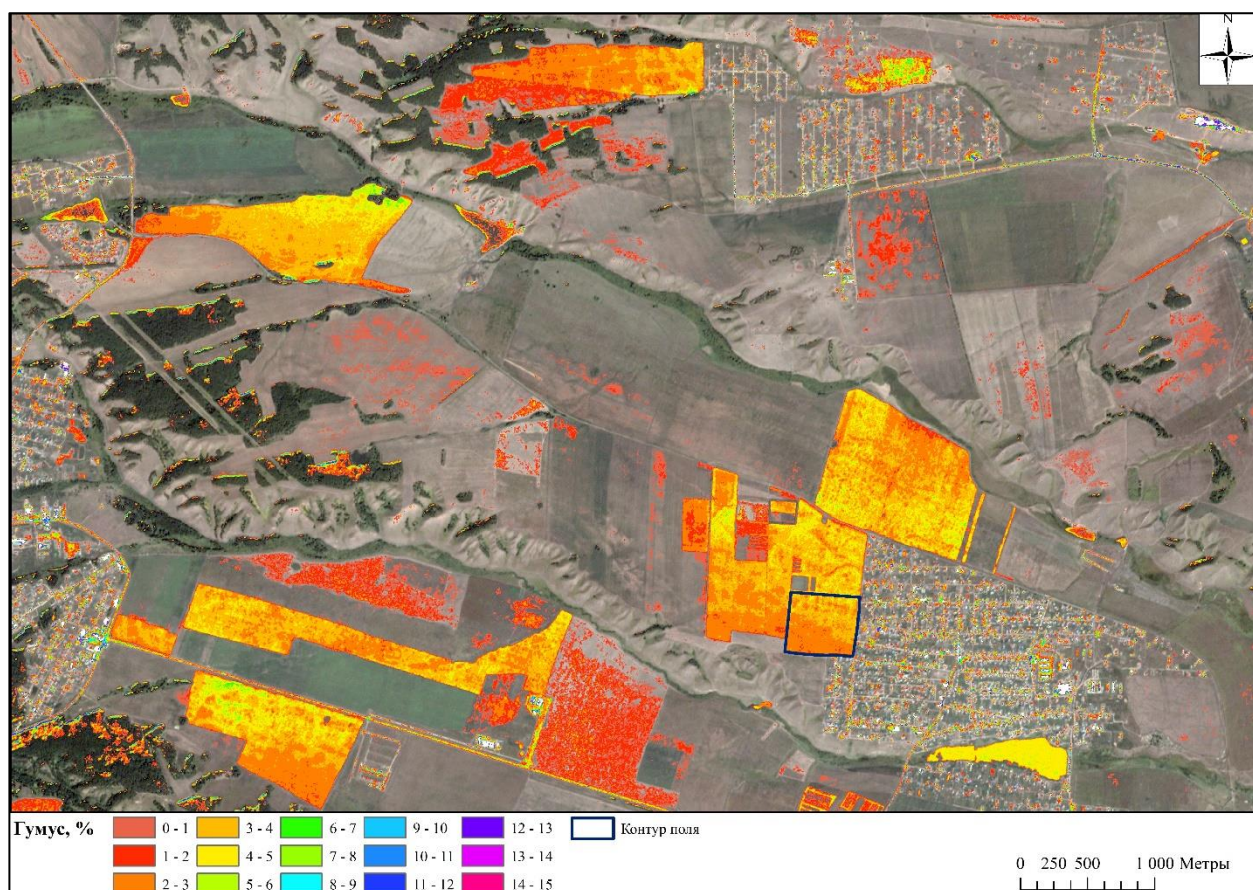 N
Гумус, %
0 - 1 3 - 4 6 - 7 9 - 10 12 - 13 Контур поля
1 - 2 4 - 5 7 - 8 10 - 11 13 - 14
2 - 3 5 - 6 8 - 9 11 - 12 14 - 15
0 250 500 1 000 Метры